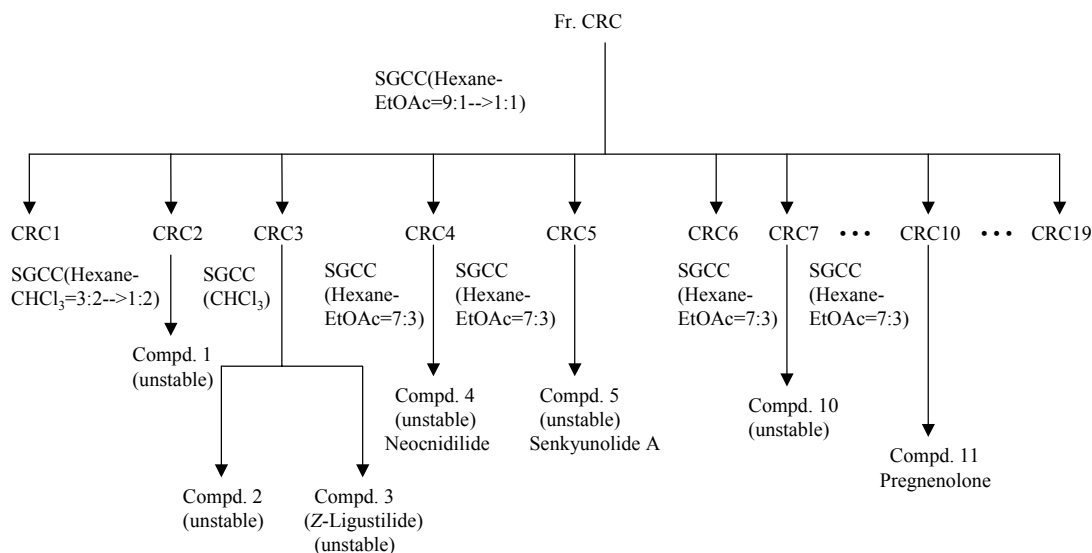 Fr. CRC
SGCC(Hexane-
EtOAc=9:1-->1:1)
CRC1
CRC2
CRC3
CRC4
CRC5
CRC6
CRC7
• • •
CRC10
• • •
CRC19
SGCC(Hexane-
CHCl₃=3:2-->1:2)
SGCC
(CHCl₃)
SGCC
(Hexane-
EtOAc=7:3)
SGCC
(Hexane-
EtOAc=7:3)
SGCC
(Hexane-
EtOAc=7:3)
SGCC
(Hexane-
EtOAc=7:3)
Compd. 1
(unstable)
Compd. 2
(unstable)
Compd. 3
(Z-Ligustilide)
(unstable)
Compd. 4
(unstable)
Neocnidilide
Compd. 5
(unstable)
Senkyunolide A
Compd. 10
(unstable)
Compd. 11
Pregnenolone